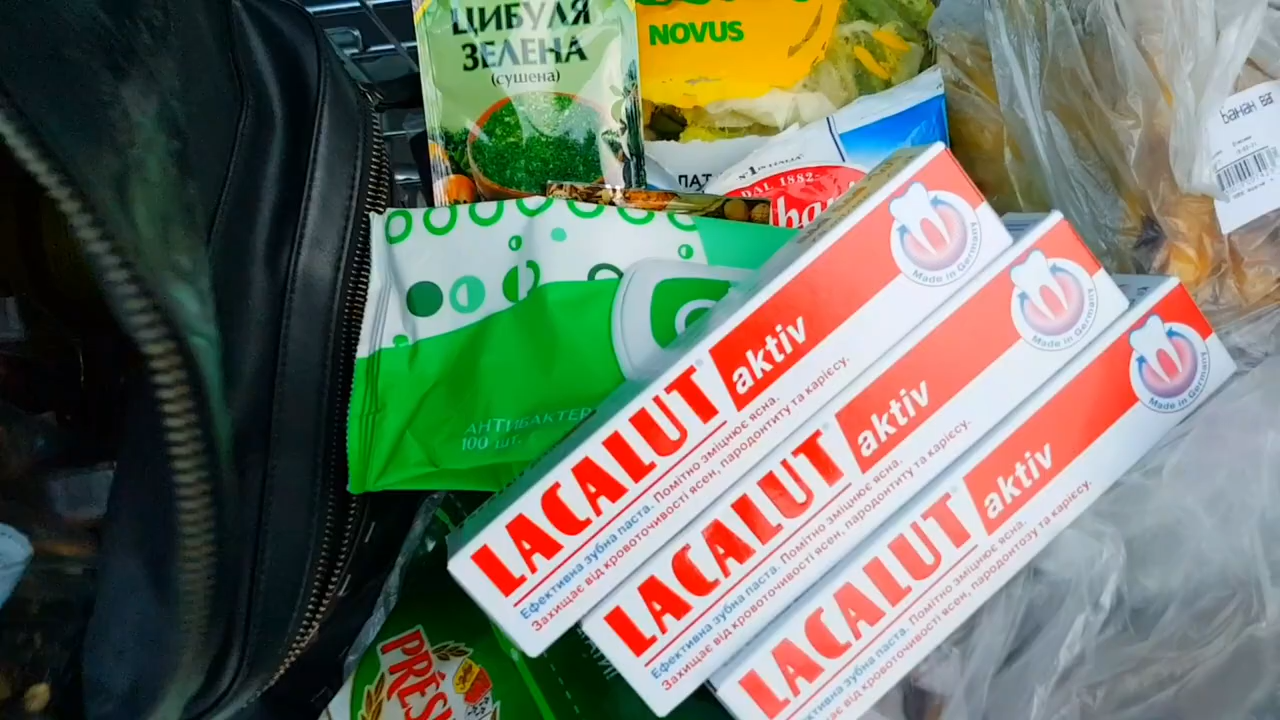 ЦИБУЛЯ
ЗЕЛЕНА
(сушена)
NOVUS
DAL 1882
Банан ваг
АНТИБАКТЕР
100 шт.
LACALUT aktiv
Ефективна зубна паста. Помітно зміцнює ясна.
Захищає від кровоточивості ясен, пародонтиту та карієсу.
Made in Germany
LACALUT aktiv
Ефективна зубна паста. Помітно зміцнює ясна.
Захищає від кровоточивості ясен, пародонтиту та карієсу.
Made in Germany
LACALUT aktiv
Ефективна зубна паста. Помітно зміцнює ясна.
Захищає від кровоточивості ясен, пародонтозу та карієсу.
Made in Germany
PRÉS